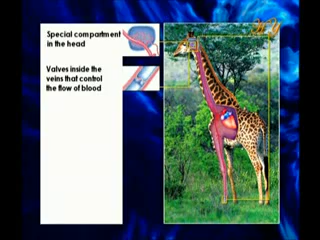 Special compartment
in the head
Valves inside the
veins that control
the flow of blood